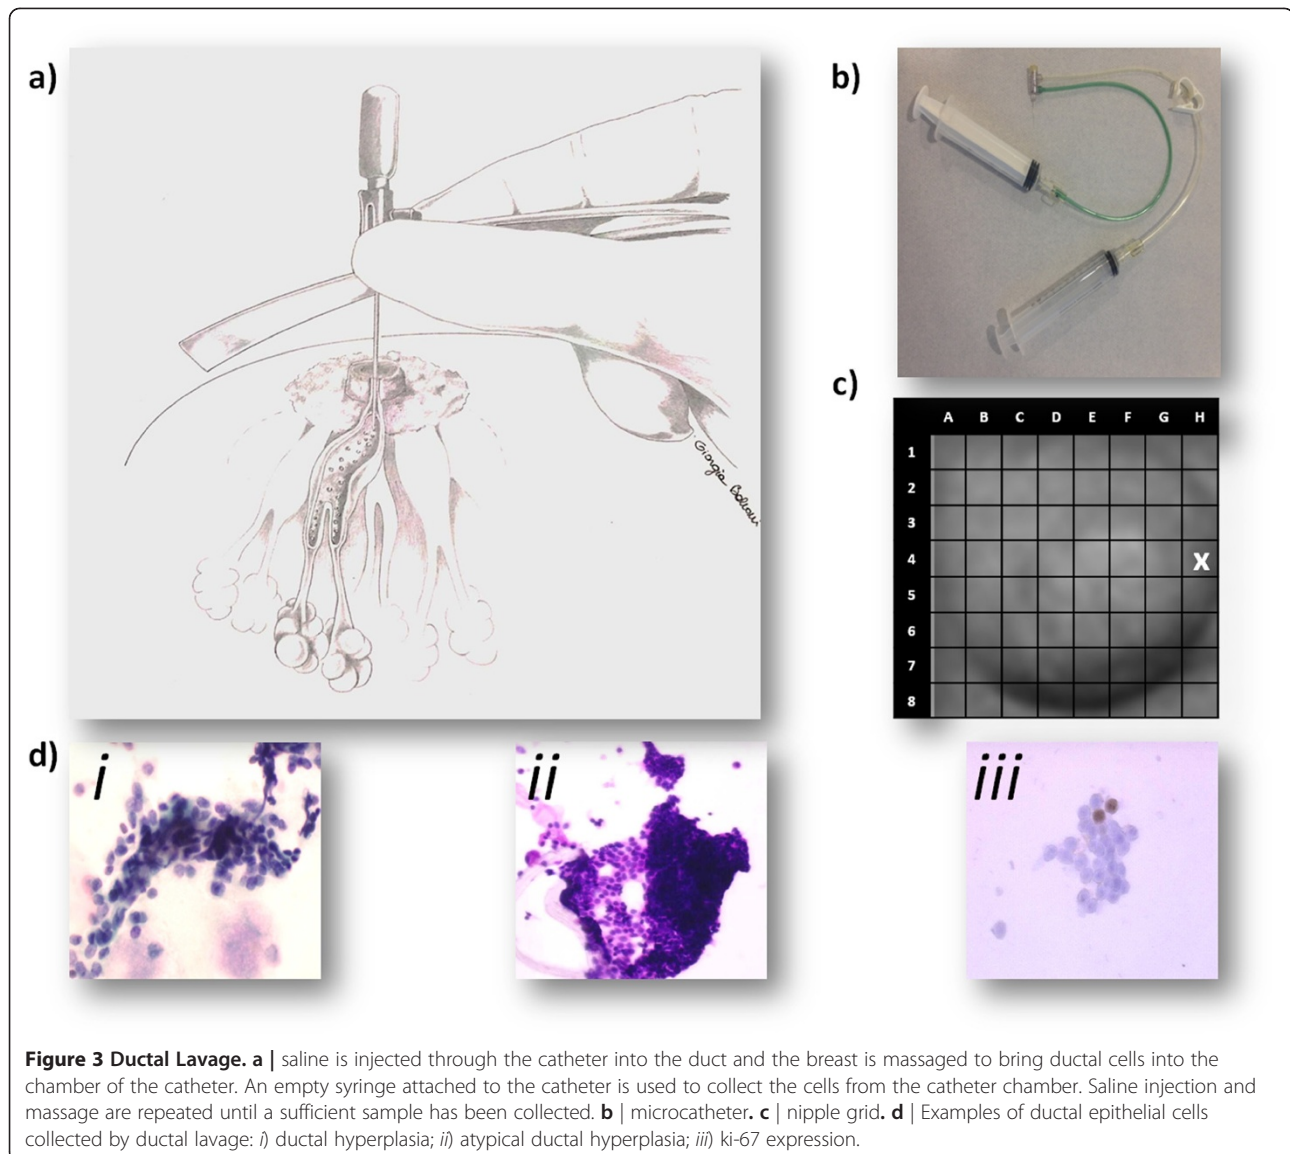 a)
b)
Giorgia
c)
A B C D E F G H
1
2
3
4 X
5
6
7
8
d)
i
ii
iii
Figure 3 Ductal Lavage. a | saline is injected through the catheter into the duct and the breast is massaged to bring ductal cells into the
chamber of the catheter. An empty syringe attached to the catheter is used to collect the cells from the catheter chamber. Saline injection and
massage are repeated until a sufficient sample has been collected. b | microcatheter. c | nipple grid. d | Examples of ductal epithelial cells
collected by ductal lavage: i) ductal hyperplasia; ii) atypical ductal hyperplasia; iii) ki-67 expression.